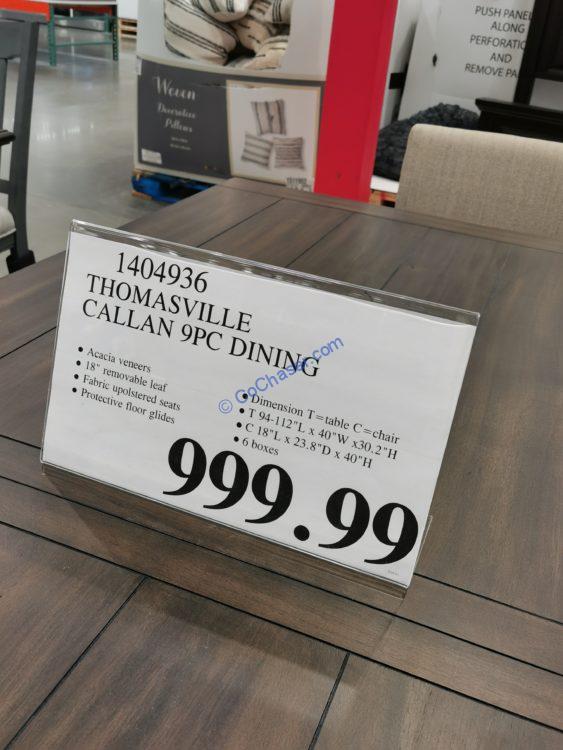 PUSH PANEL
ALONG
PERFORATIO
AND
REMOVE PA
Woven
Decorative
Pillows
1404936
THOMASVILLE
CALLAN 9PC DINING
• Acacia veneers
• 18" removable leaf
• Fabric upolstered seats
• Protective floor glides
• Dimension T=table C=chair
• T 94-112"L x 40"W x30.2"H
• C 18"L x 23.8"D x 40"H
• 6 boxes
© CoChaser.com
999.99